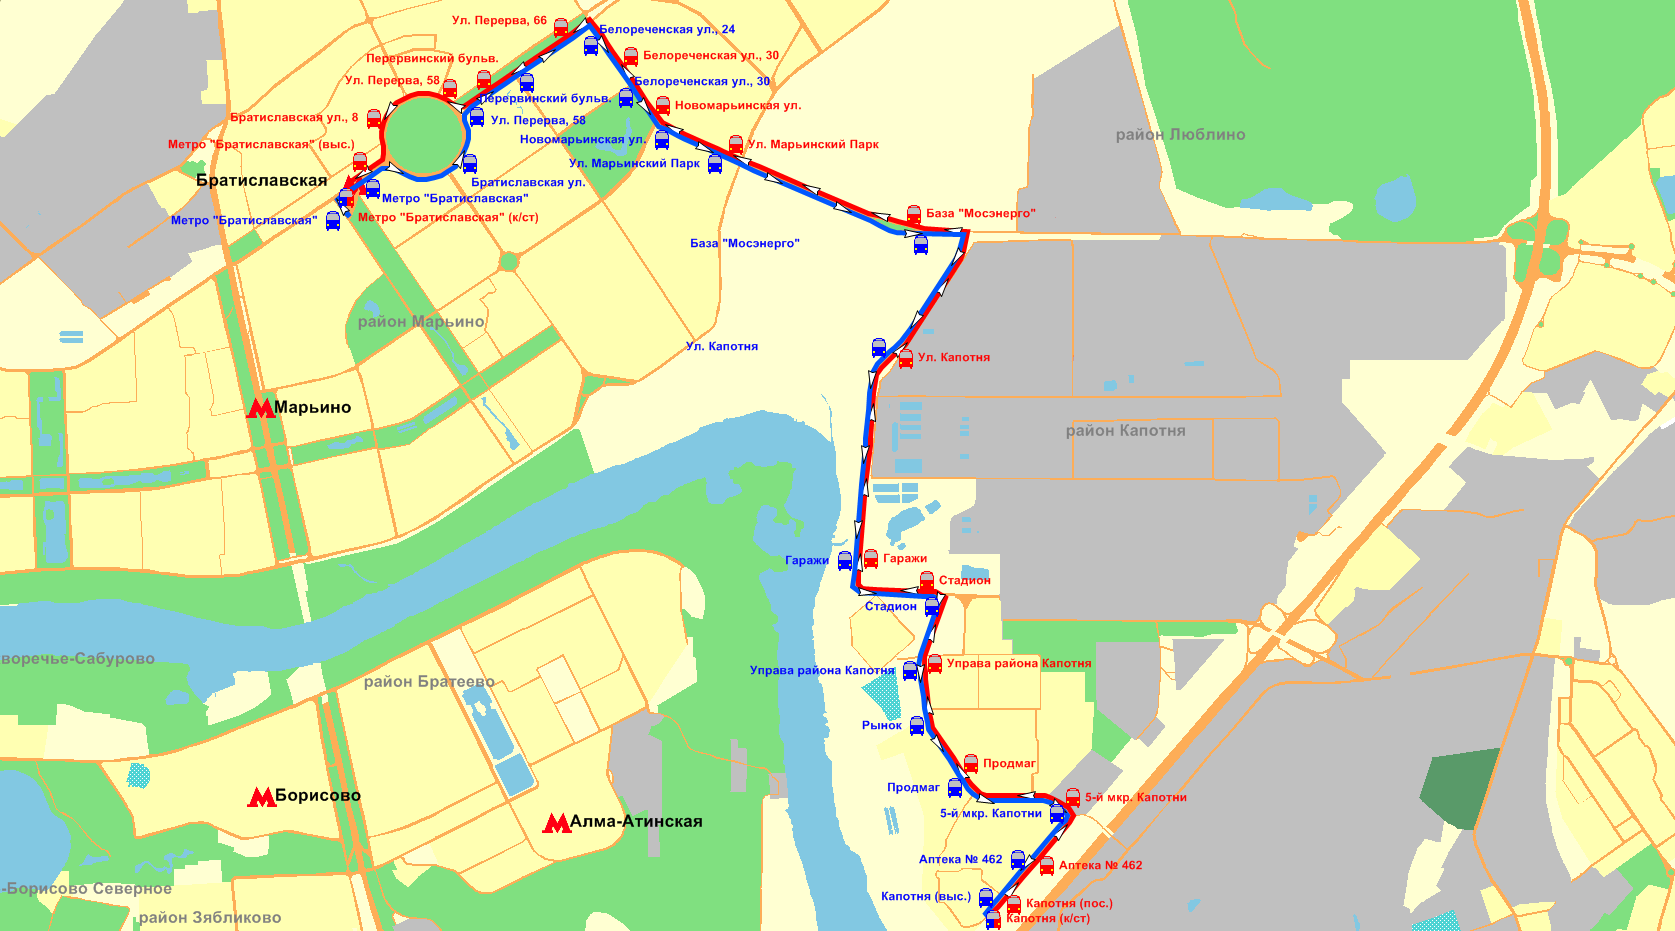 Ул. Перерва, 66
Белореченская ул., 24
Перервинский бульв.
Белореченская ул., 30
Ул. Перерва, 58
Белореченская ул., 30
Перервинский бульв.
Новомарьинская ул.
Братиславская ул., 8
Ул. Перерва, 58
район Люблино
Метро "Братиславская" (выс.)
Новомарьинская ул.
Ул. Марьинский Парк
Ул. Марьинский Парк
Братиславская
Братиславская ул.
Метро "Братиславская"
Метро "Братиславская"
Метро "Братиславская" (к/ст)
База "Мосэнерго"
База "Мосэнерго"
район Марьино
Ул. Капотня
Ул. Капотня
Марьино
район Капотня
Гаражи
Гаражи
Стадион
Стадион
воречье-Сабурово
Управа района Капотня
Управа района Капотня
район Братеево
Рынок
Продмаг
Продмаг
Борисово
5-й мкр. Капотни
5-й мкр. Капотни
Алма-Атинская
Аптека № 462
Аптека № 462
-Борисово Северное
Капотня (выс.)
Капотня (пос.)
район Зябликово
Капотня (к/ст)